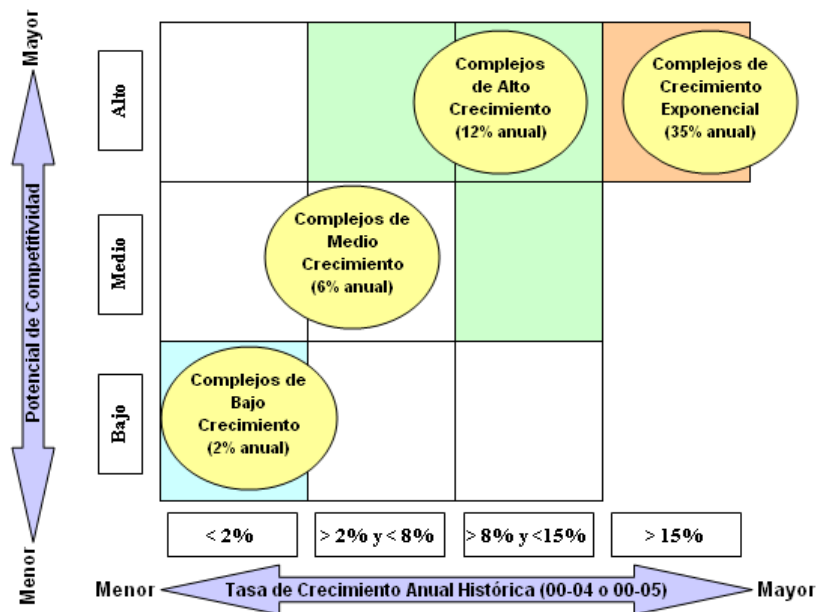 Mayor
Potencial de Competitividad
Menor
Alto
Medio
Bajo
Complejos
de Alto
Crecimiento
(12% anual)
Complejos de
Crecimiento
Exponencial
(35% anual)
Complejos de
Medio
Crecimiento
(6% anual)
Complejos de
Bajo
Crecimiento
(2% anual)
< 2%
> 2% y < 8%
> 8% y <15%
> 15%
Menor
Tasa de Crecimiento Anual Histórica (00-04 o 00-05)
Mayor